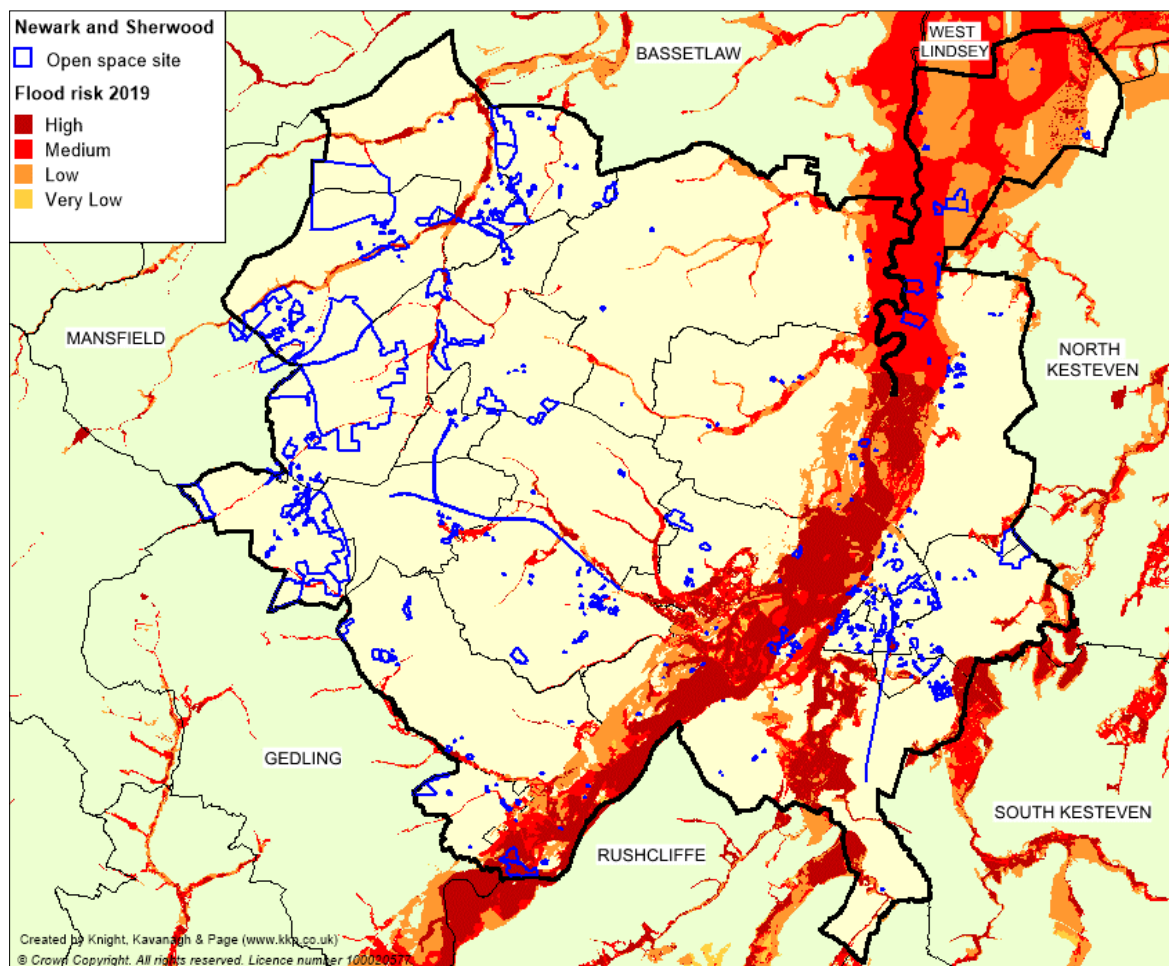 Newark and Sherwood
Open space site
Flood risk 2019
High
Medium
Low
Very Low
BASSETLAW
WEST
LINDSEY
MANSFIELD
NORTH
KESTEVEN
GEDLING
RUSHCLIFFE
SOUTH KESTEVEN
Created by Knight, Kavanagh & Page (www.kkp.co.uk)
© Crown Copyright. All rights reserved. Licence number